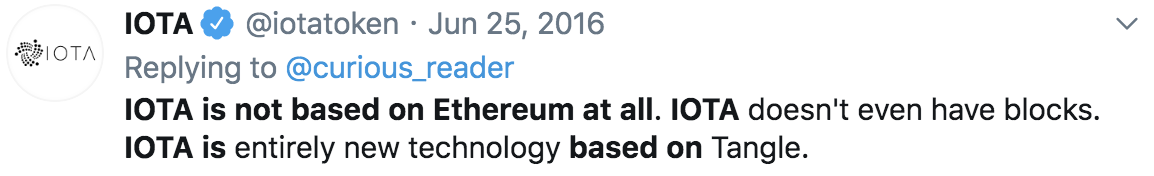 IOTA @iotatoken · Jun 25, 2016
IOTA
Replying to @curious_reader
IOTA is not based on Ethereum at all. IOTA doesn't even have blocks.
IOTA is entirely new technology based on Tangle.